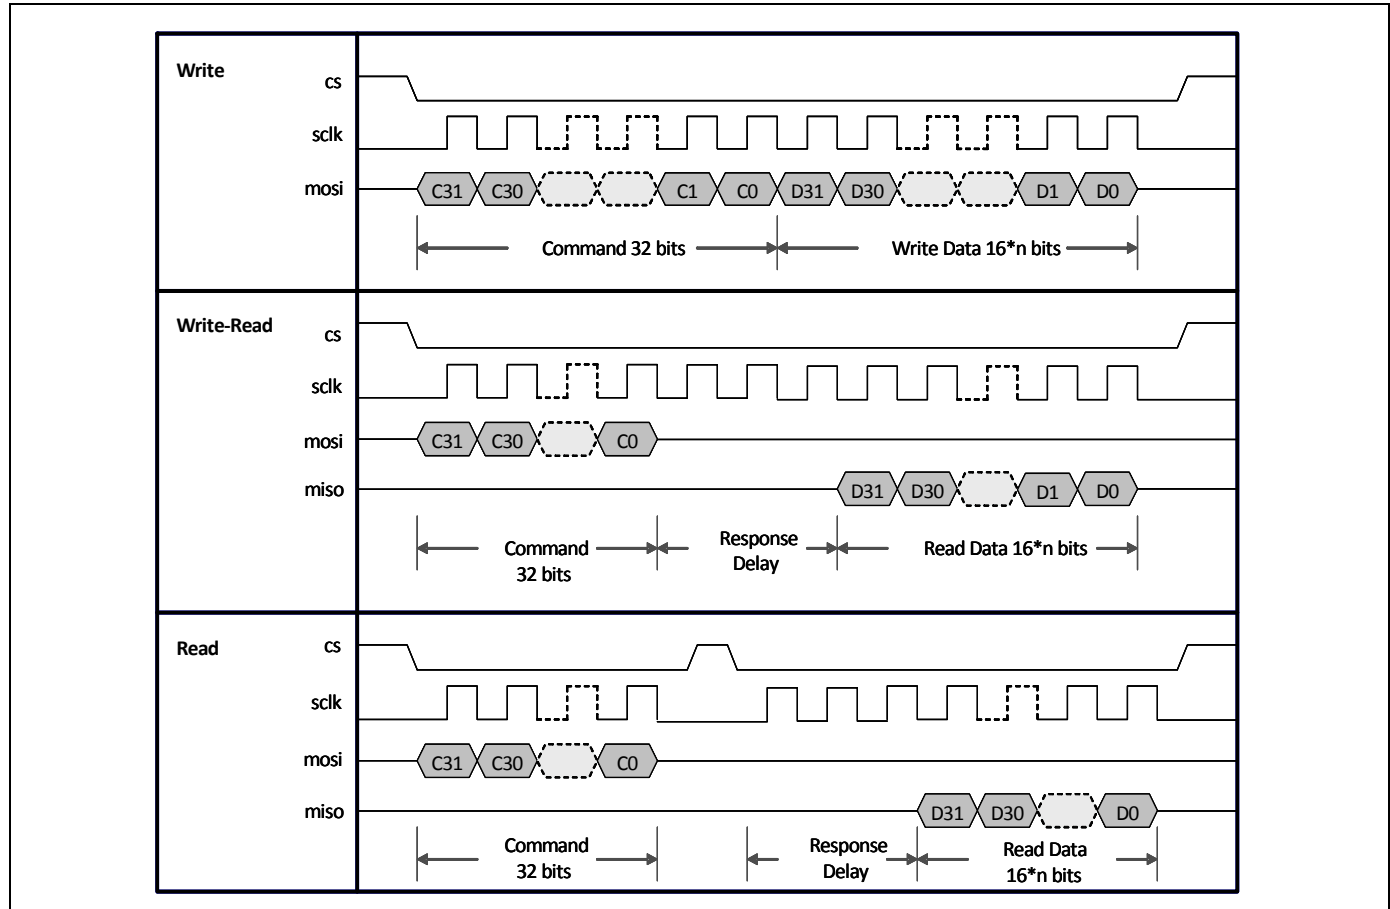 Write
cs
sclk
mosi
C31 C30 C1 C0 D31 D30 D1 D0
Command 32 bits
Write Data 16*n bits
Write-Read
cs
sclk
mosi
C31 C30 C0
miso
D31 D30 D1 D0
Command
32 bits
Response
Delay
Read Data 16*n bits
Read
cs
sclk
mosi
C31 C30 C0
miso
D31 D30 D0
Command
32 bits
Response
Delay
Read Data
16*n bits